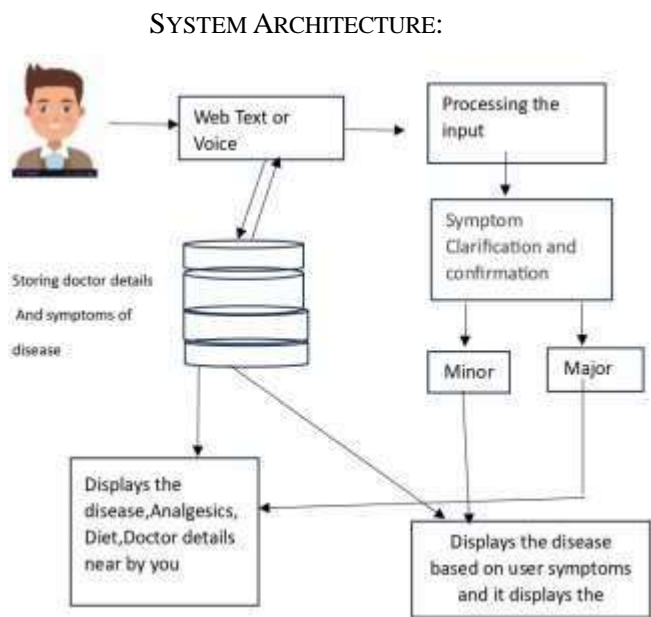 SYSTEM ARCHITECTURE:
Web Text or
Voice
Processing the
input
Symptom
Clarification and
confirmation
Storing doctor details
And symptoms of
disease
Minor
Major
Displays the
disease,Analgesics,
Diet,Doctor details
near by you
Displays the disease
based on user symptoms
and it displays the